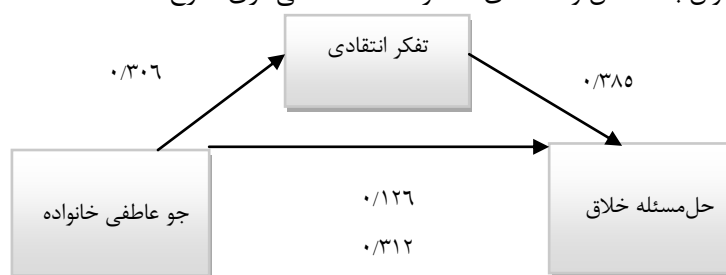 تفکر انتقادی
۰/۳۰۶
۰/۳۸۵
جو عاطفی خانواده
۰/۱۲۶
۰/۳۱۲
حل‌مسئله خلاق